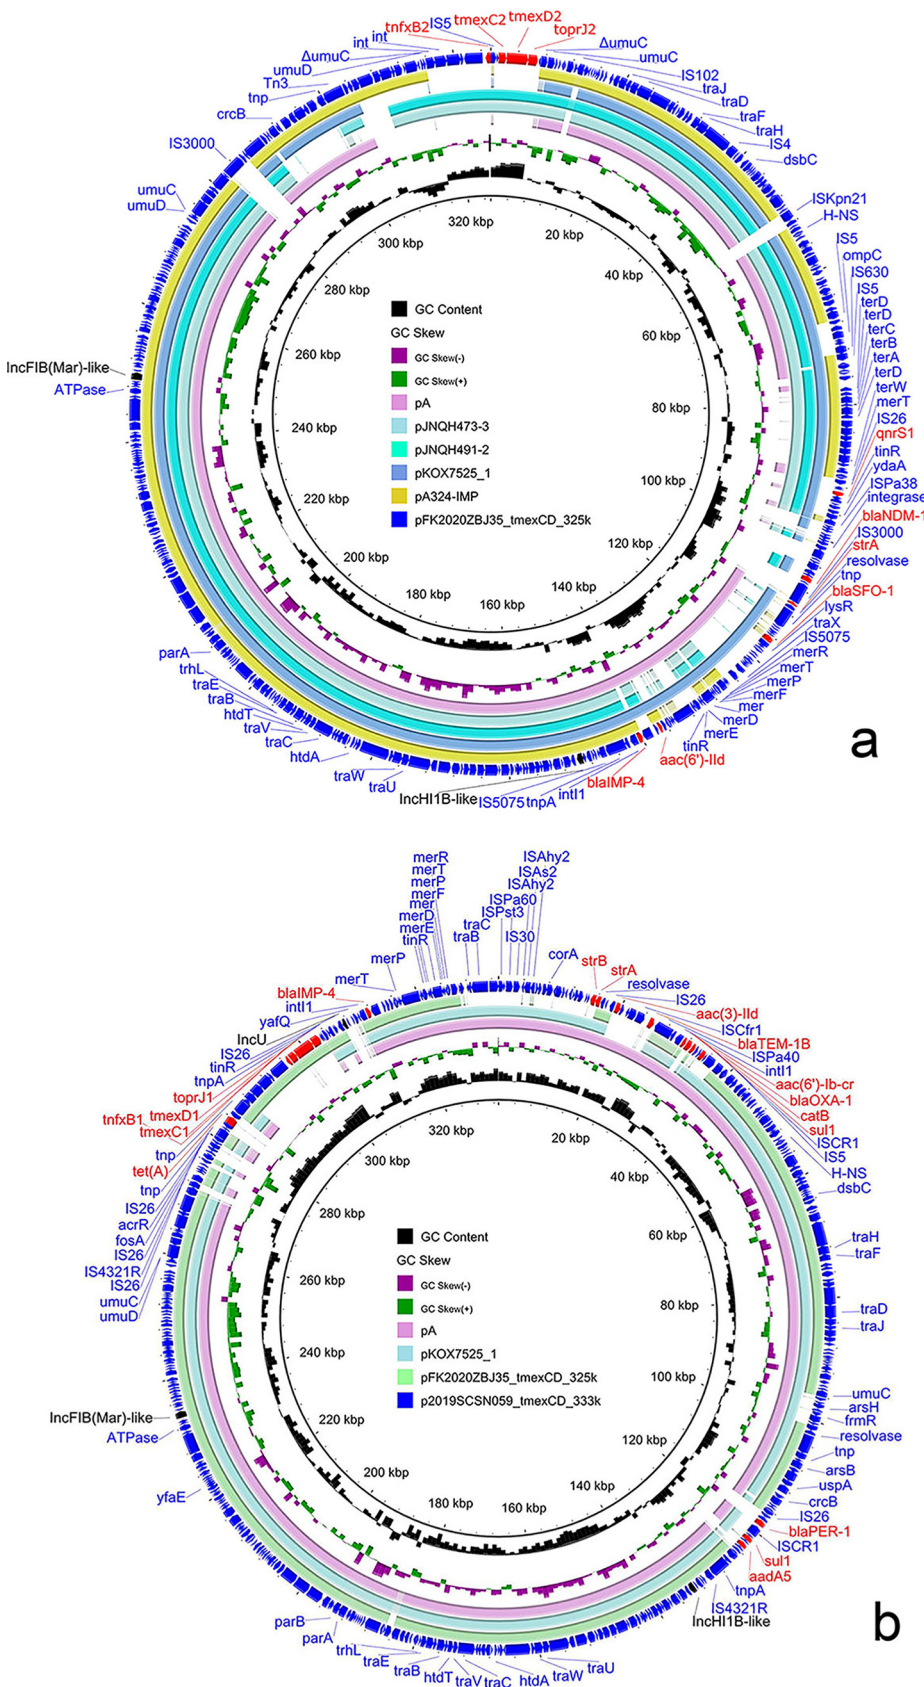 tnfxB2
IS5
tmexC2
tmexD2
toprJ2
int
int
ΔumuC
umuD
Tn3
tnp
crcB
IS3000
umuC
umuD
IncFIB(Mar)-like
ATPase
parA
trhL
traE
traB
htdT
traV
traC
htdA
traW
traU
IncHI1B-like
IS5075
tnpA
intI1
blaIMP-4
aac(6')-IId
tinR
merE
merD
mer
merF
merP
merT
merR
IS5075
traX
lysR
blaSFO-1
tnp
resolvase
strA
IS3000
blaNDM-1
integrase
ISPa38
ydaA
tinR
qnrS1
IS26
merT
terW
terD
terA
terB
terC
terD
terD
IS5
IS630
ompC
IS5
H-NS
ISKpn21
dsbC
IS4
traH
traF
traD
traJ
IS102
umuC
ΔumuC
20 kbp
40 kbp
60 kbp
80 kbp
100 kbp
120 kbp
140 kbp
160 kbp
180 kbp
200 kbp
220 kbp
240 kbp
260 kbp
280 kbp
300 kbp
320 kbp
GC Content
GC Skew
GC Skew(-)
GC Skew(+)
pA
pJNQH473-3
pJNQH491-2
pKOX7525_1
pA324-IMP
pFK2020ZBJ35_tmexCD_325k
a
merR
merT
merP
merF
mer
merD
merE
tinR
merP
merT
blaIMP-4
intI1
yafQ
IncU
IS26
tinR
tnpA
toprJ1
tmexD1
tnfxB1
tmexC1
tnp
tet(A)
tnp
IS26
acrR
fosA
IS26
IS4321R
IS26
umuC
umuD
IncFIB(Mar)-like
ATPase
yfaE
parB
parA
trhL
traE
traB
htdT
traV
traC
htdA
traW
traU
IncHI1B-like
IS4321R
tnpA
aadA5
sul1
ISCR1
blaPER-1
IS26
crcB
uspA
arsB
tnp
resolvase
frmR
arsH
umuC
traJ
traD
traF
traH
dsbC
H-NS
IS5
ISCR1
sul1
catB
blaOXA-1
aac(6')-Ib-cr
intI1
ISPa40
blaTEM-1B
ISCfr1
aac(3)-IId
IS26
resolvase
strA
strB
corA
ISAhy2
ISAs2
ISAhy2
ISPa60
ISPst3
IS30
traC
traB
20 kbp
40 kbp
60 kbp
80 kbp
100 kbp
120 kbp
140 kbp
160 kbp
180 kbp
200 kbp
220 kbp
240 kbp
260 kbp
280 kbp
300 kbp
320 kbp
GC Content
GC Skew
GC Skew(-)
GC Skew(+)
pA
pKOX7525_1
pFK2020ZBJ35_tmexCD_325k
p2019SCSN059_tmexCD_333k
b